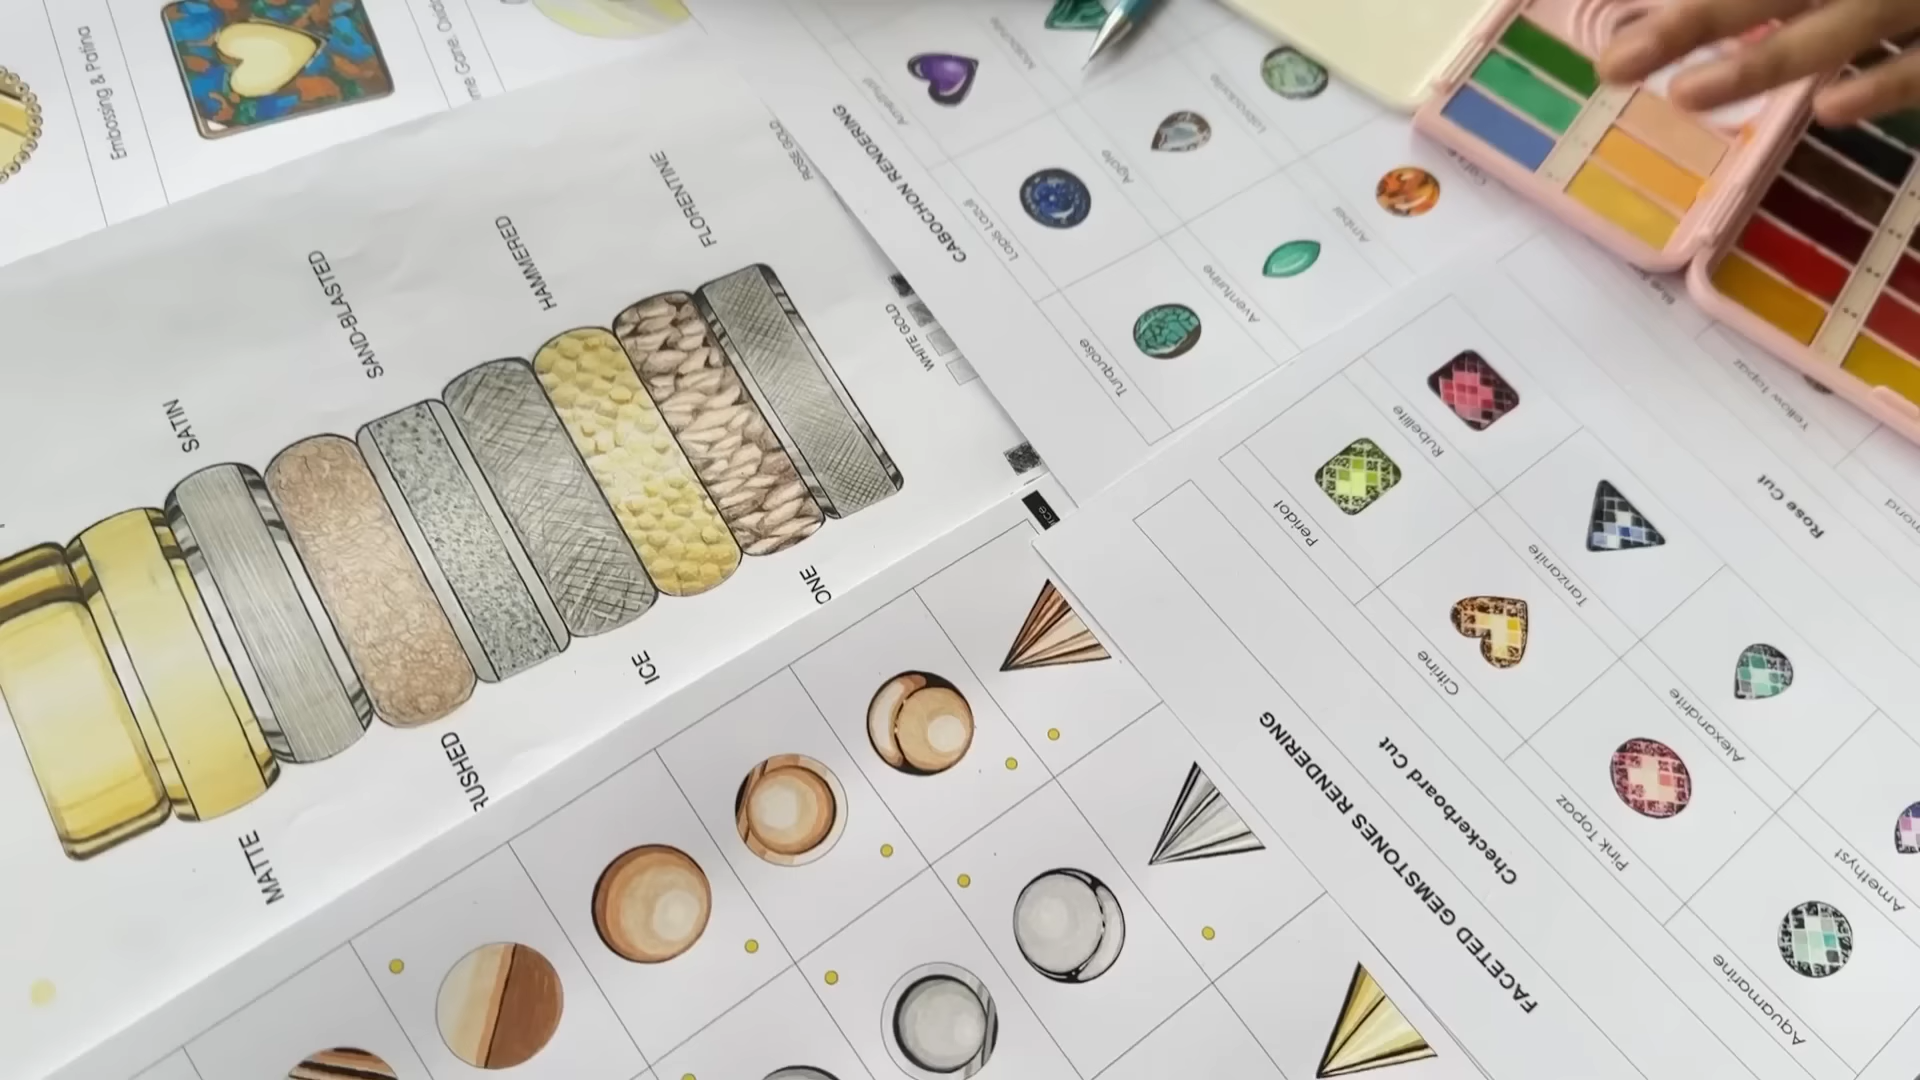 Embossing & Patina
FLORENTINE
HAMMERED
SAND-BLASTED
SATIN
MATTE
ICE
ROSE GOLD
WHITE GOLD
CABOCHON RENDERING
Amethyst
Lapis Lazuli
Turquoise
Malachite
Agate
Aventurine
Labradorite
Amber
FACETED GEMSTONES RENDERING
Checkerboard Cut
Peridot
Rubellite
Citrine
Tanzanite
Pink Topaz
Alexandrite
Aquamarine
Amethyst
Rose Cut
Yellow Topaz